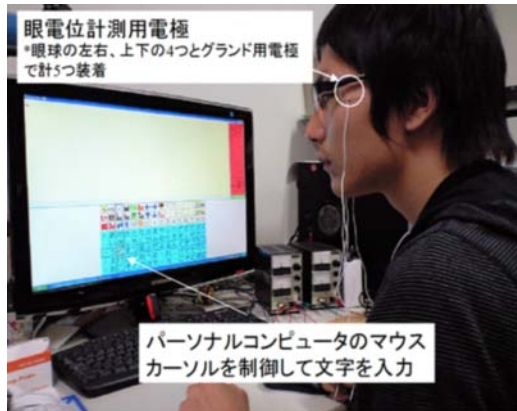 眼電位計測用電極
*眼球の左右、上下の4つとグランド用電極
で計5つ装着
パーソナルコンピュータのマウス
カーソルを制御して文字を入力